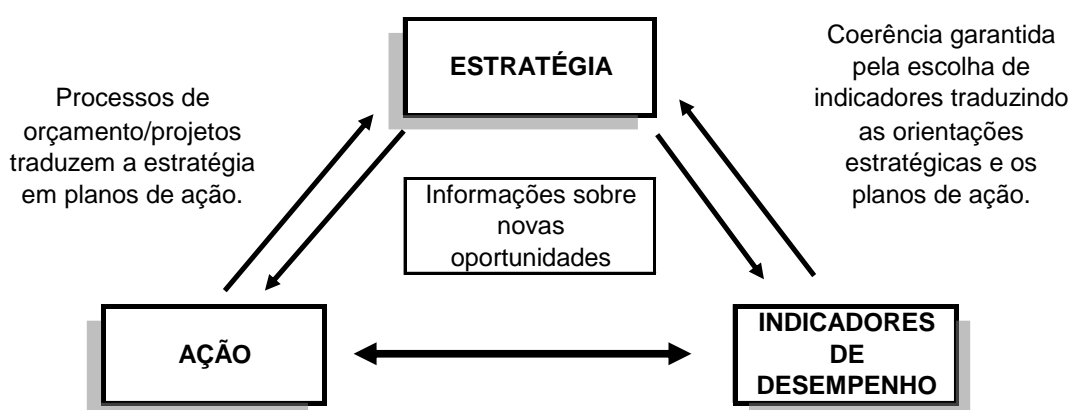 ESTRATÉGIA
Processos de
orçamento/projetos
traduzem a estratégia
em planos de ação.
Coerência garantida
pela escolha de
indicadores traduzindo
as orientações
estratégicas e os
planos de ação.
Informações sobre
novas
oportunidades
AÇÃO
INDICADORES
DE
DESEMPENHO